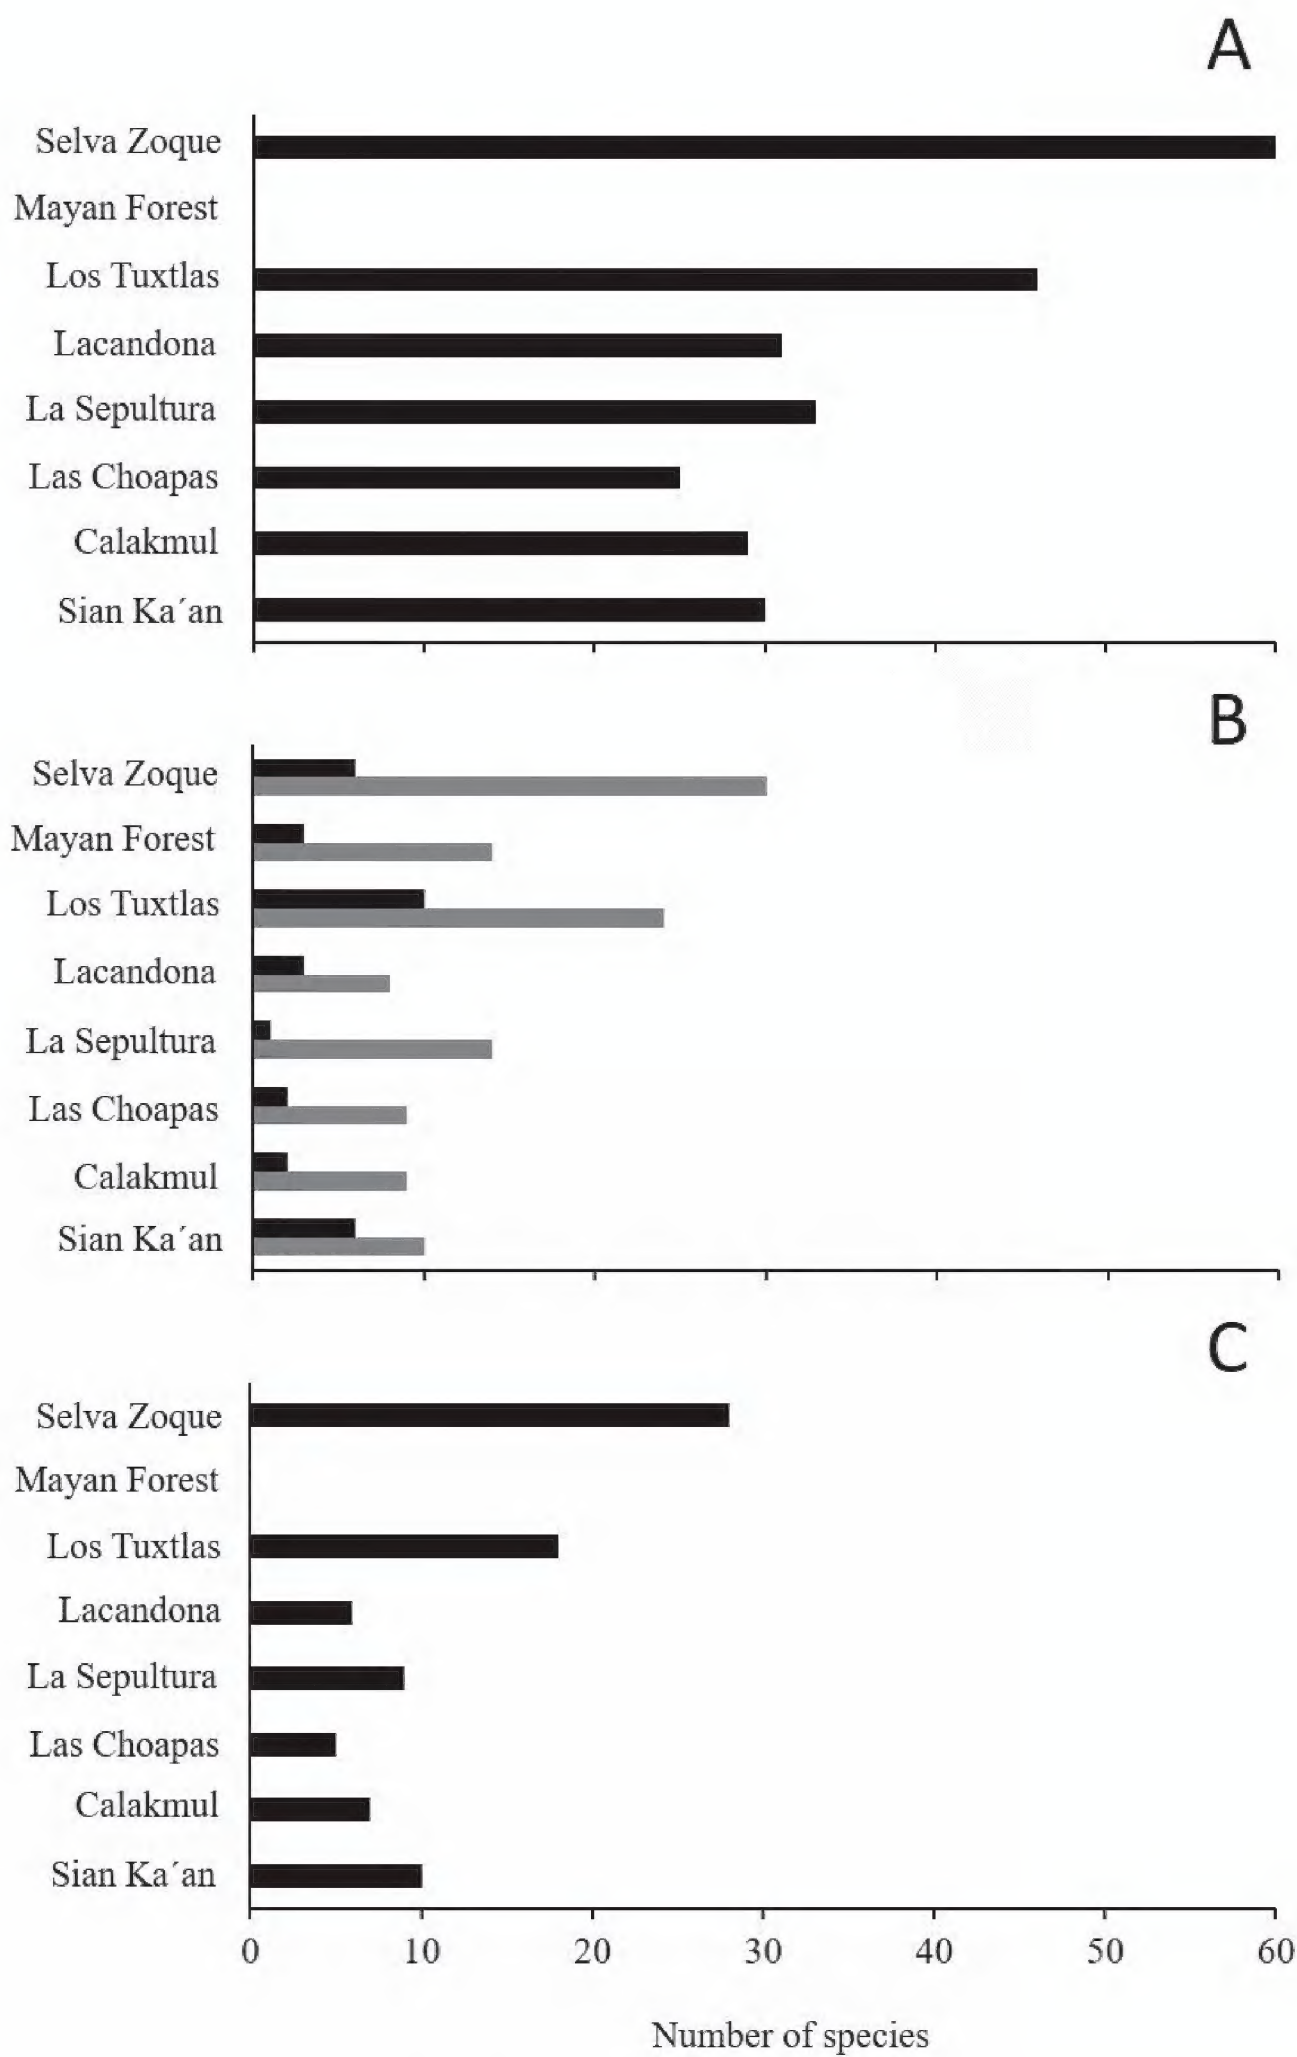 A
Selva Zoque
Mayan Forest
Los Tuxtlas
Lacandona
La Sepultura
Las Choapas
Calakmul
Sian Ka´an
B
Selva Zoque
Mayan Forest
Los Tuxtlas
Lacandona
La Sepultura
Las Choapas
Calakmul
Sian Ka´an
C
Selva Zoque
Mayan Forest
Los Tuxtlas
Lacandona
La Sepultura
Las Choapas
Calakmul
Sian Ka´an
0 10 20 30 40 50 60
Number of species